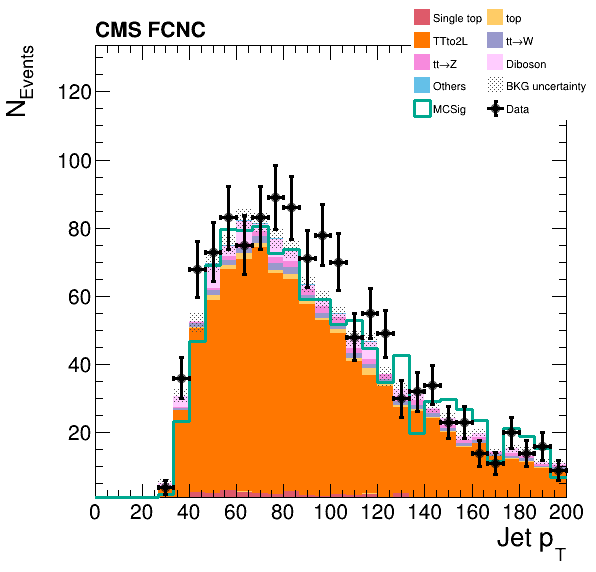 CMS FCNC
Single top
top
TTto2L
tt→W
tt→Z
Diboson
Others
BKG uncertainty
MCSig
Data
N_Events
120
100
80
60
40
20
0 20 40 60 80 100 120 140 160 180 200
Jet p_T